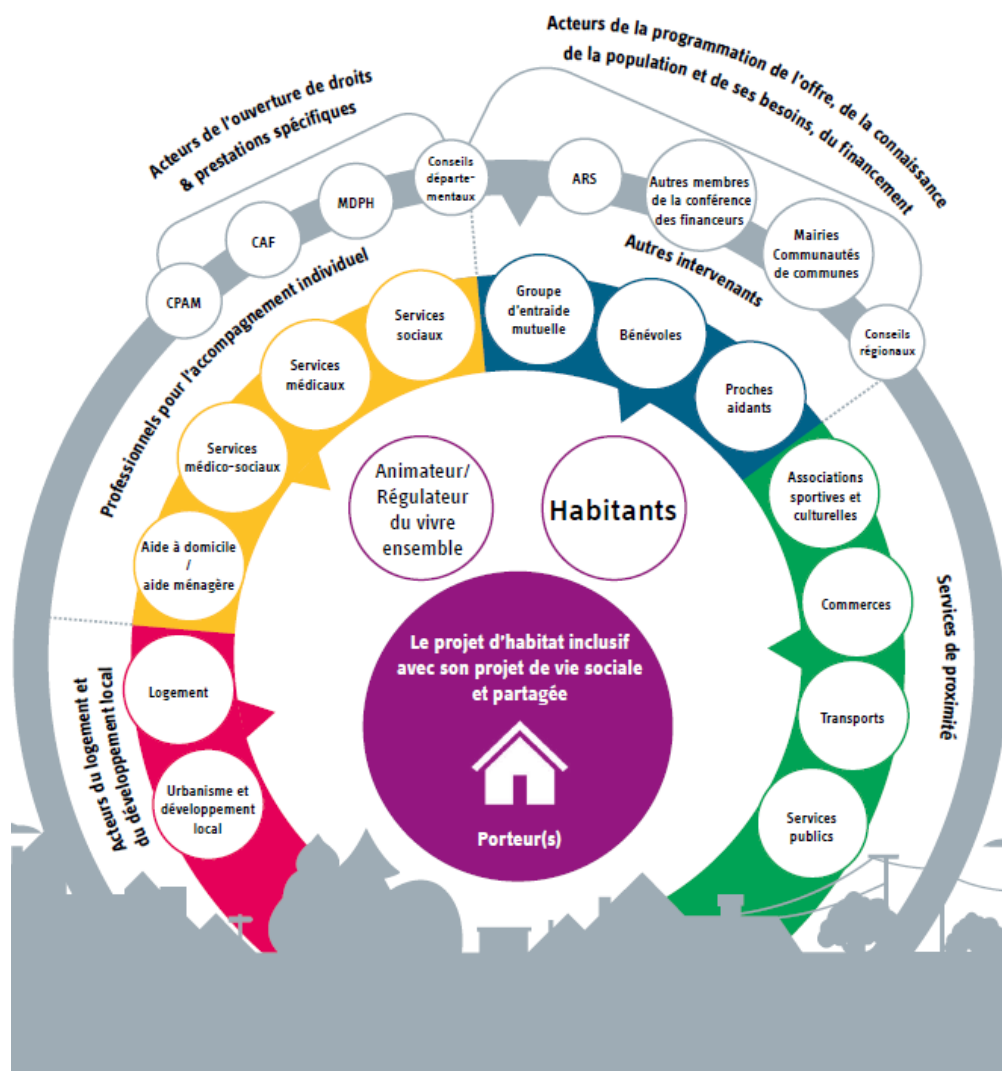 Acteurs de l'ouverture de droits
& prestations spécifiques
Acteurs de la programmation de l'offre, de la connaissance
de la population et de ses besoins, du financement
CPAM
CAF
MDPH
Conseils
départe-
mentaux
ARS
Autres membres
de la conférence
des financeurs
Mairies
Communautés
de communes
Conseils
régionaux
Professionnels pour l'accompagnement individuel
Aide à domicile
/
aide ménagère
Services
médico-sociaux
Services
médicaux
Services
sociaux
Autres intervenants
Groupe
d'entraide
mutuelle
Bénévoles
Proches
aidants
Services de proximité
Associations
sportives et
culturelles
Commerces
Transports
Services
publics
Acteurs du logement et
du développement local
Logement
Urbanisme et
développement
local
Animateur/
Régulateur
du vivre
ensemble
Habitants
Le projet d'habitat inclusif
avec son projet de vie sociale
et partagée
Porteur(s)